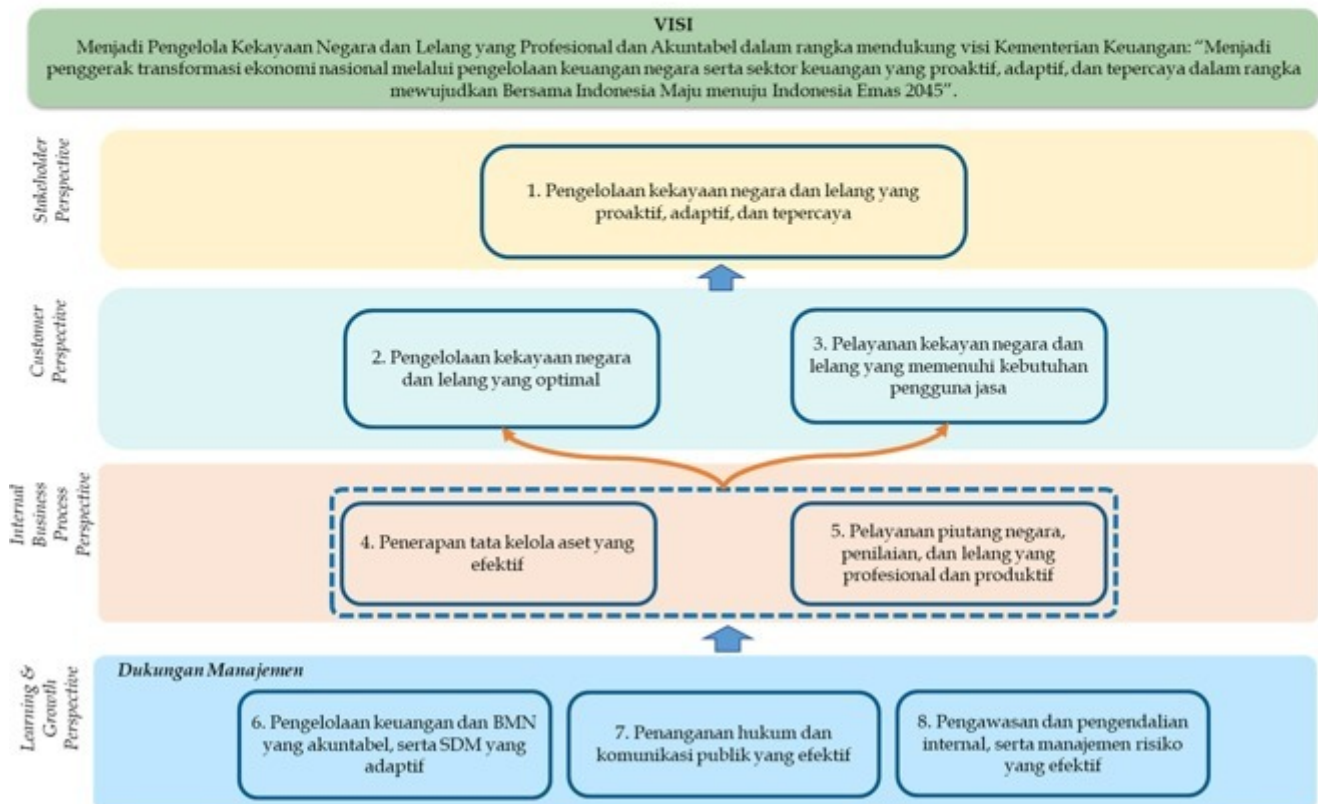 VISI
Menjadi Pengelola Kekayaan Negara dan Lelang yang Profesional dan Akuntabel dalam rangka mendukung visi Kementerian Keuangan: “Menjadi
penggerak transformasi ekonomi nasional melalui pengelolaan keuangan negara serta sektor keuangan yang proaktif, adaptif, dan tepercaya dalam rangka
mewujudkan Bersama Indonesia Maju menuju Indonesia Emas 2045”.
Stakeholder
Perspective
1. Pengelolaan kekayaan negara dan lelang yang
proaktif, adaptif, dan tepercaya
Customer
Perspective
2. Pengelolaan kekayaan negara
dan lelang yang optimal
3. Pelayanan kekayan negara dan
lelang yang memenuhi kebutuhan
pengguna jasa
Internal
Business
Process
Perspective
4. Penerapan tata kelola aset yang
efektif
5. Pelayanan piutang negara,
penilaian, dan lelang yang
profesional dan produktif
Learning &
Growth
Perspective
Dukungan Manajemen
6. Pengelolaan keuangan dan BMN
yang akuntabel, serta SDM yang
adaptif
7. Penanganan hukum dan
komunikasi publik yang efektif
8. Pengawasan dan pengendalian
internal, serta manajemen risiko
yang efektif